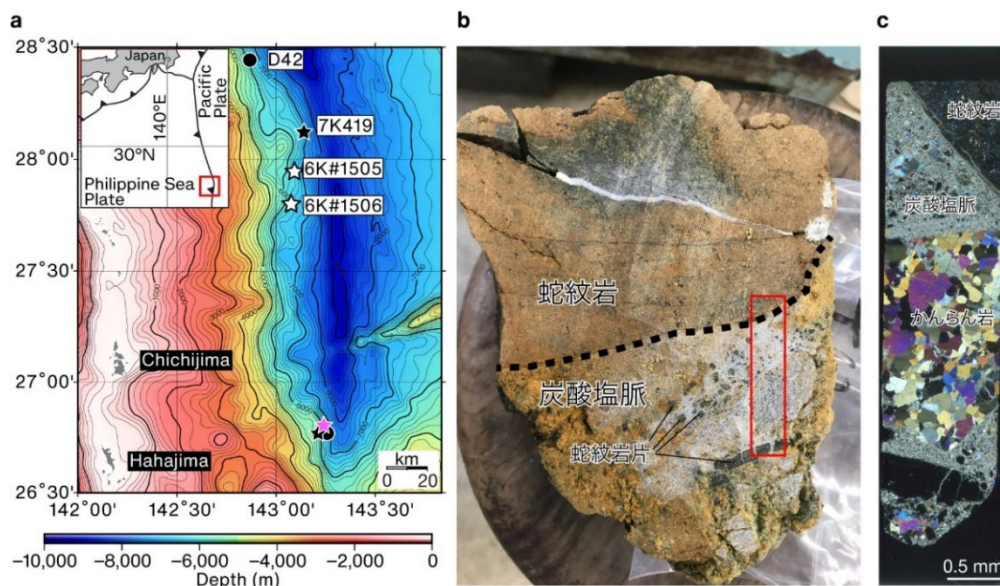 a
28°30'
28°00'
27°30'
27°00'
26°30'
142°00'
142°30'
143°00'
143°30'
Japan
140°E
Pacific
Plate
30°N
Philippine Sea
Plate
D42
7K419
6K#1505
6K#1506
Chichijima
Hahajima
km
0 20
−10,000 −8,000 −6,000 −4,000 −2,000 0
Depth (m)
b
蛇紋岩
炭酸塩脈
蛇紋岩片
c
蛇紋岩
炭酸塩脈
かんらん岩
0.5 mm